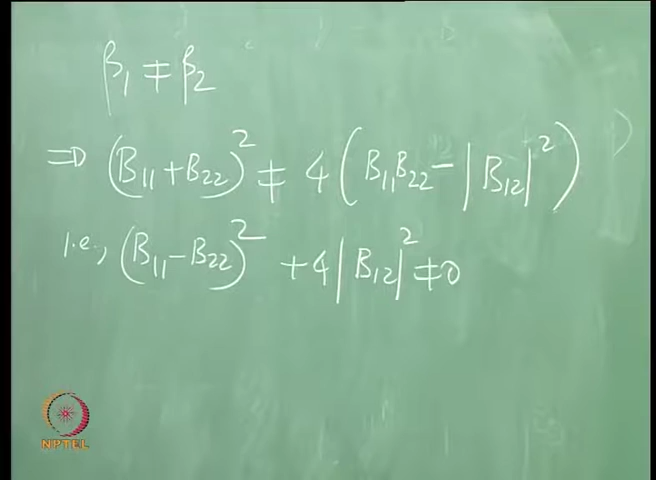 β₁ ≠ β₂
⇒ (B₁₁ + B₂₂)² ≠ 4(B₁₁B₂₂ - |B₁₂|²)
i.e., (B₁₁ - B₂₂)² + 4|B₁₂|² ≠ 0
NPTEL